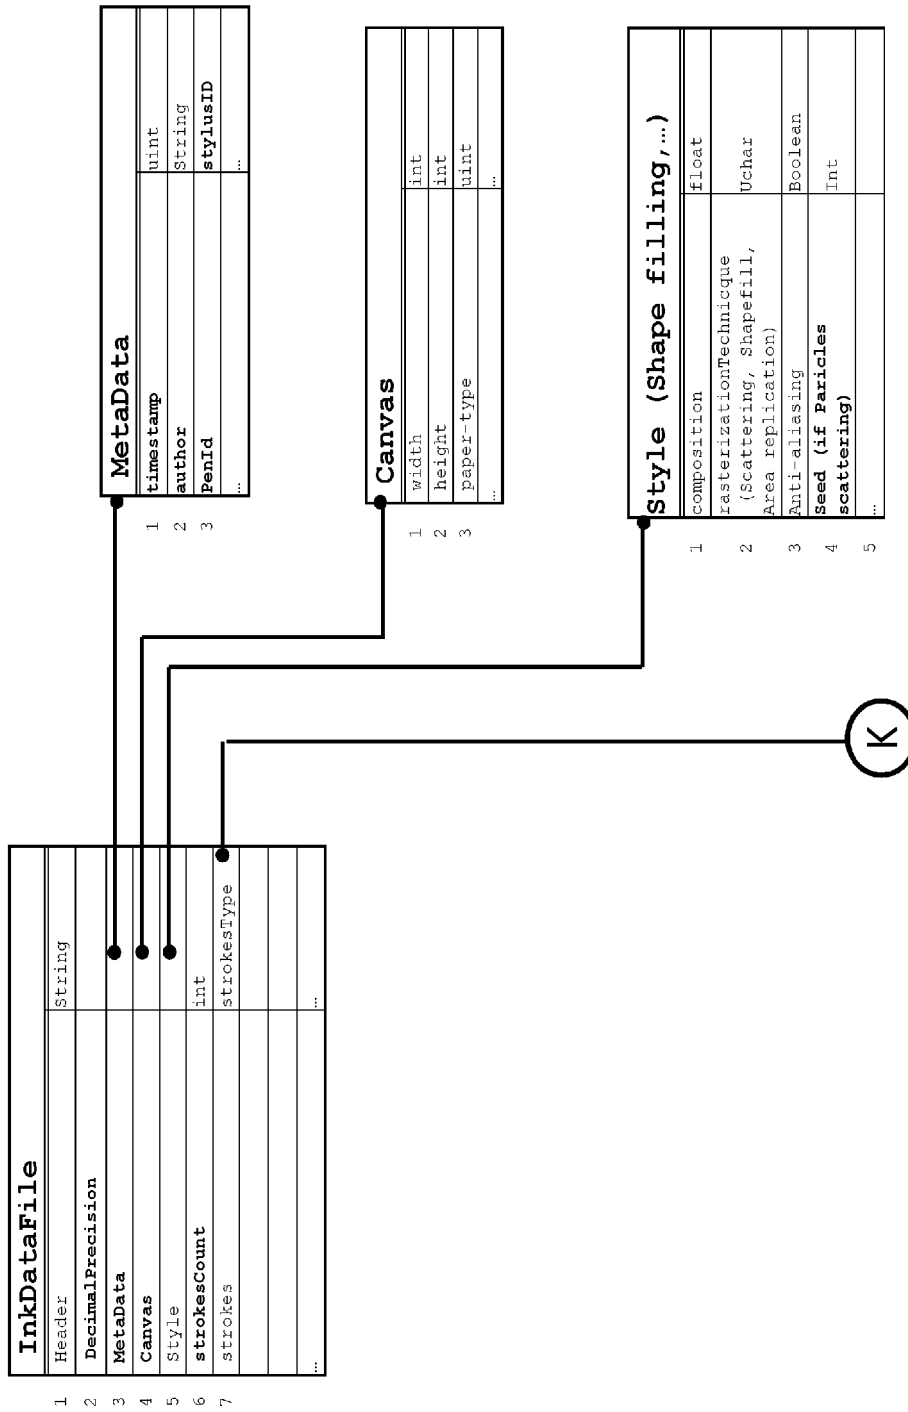 InkDataFile
1 Header String
2 DecimalPrecision
3 MetaData
4 Canvas
5 Style
6 strokesCount int
7 strokes strokesType
... ...
MetaData
1 timestamp uint
2 author String
3 PenId stylusID
... ...
Canvas
1 width int
2 height int
3 paper-type uint
... ...
Style (Shape filling,...)
1 composition float
rasterizationTechnicque
2 (Scattering, Shapefill, Uchar
Area replication)
3 Anti-aliasing Boolean
4 Seed (if Paricles Int
scattering)
5 ... ...
K